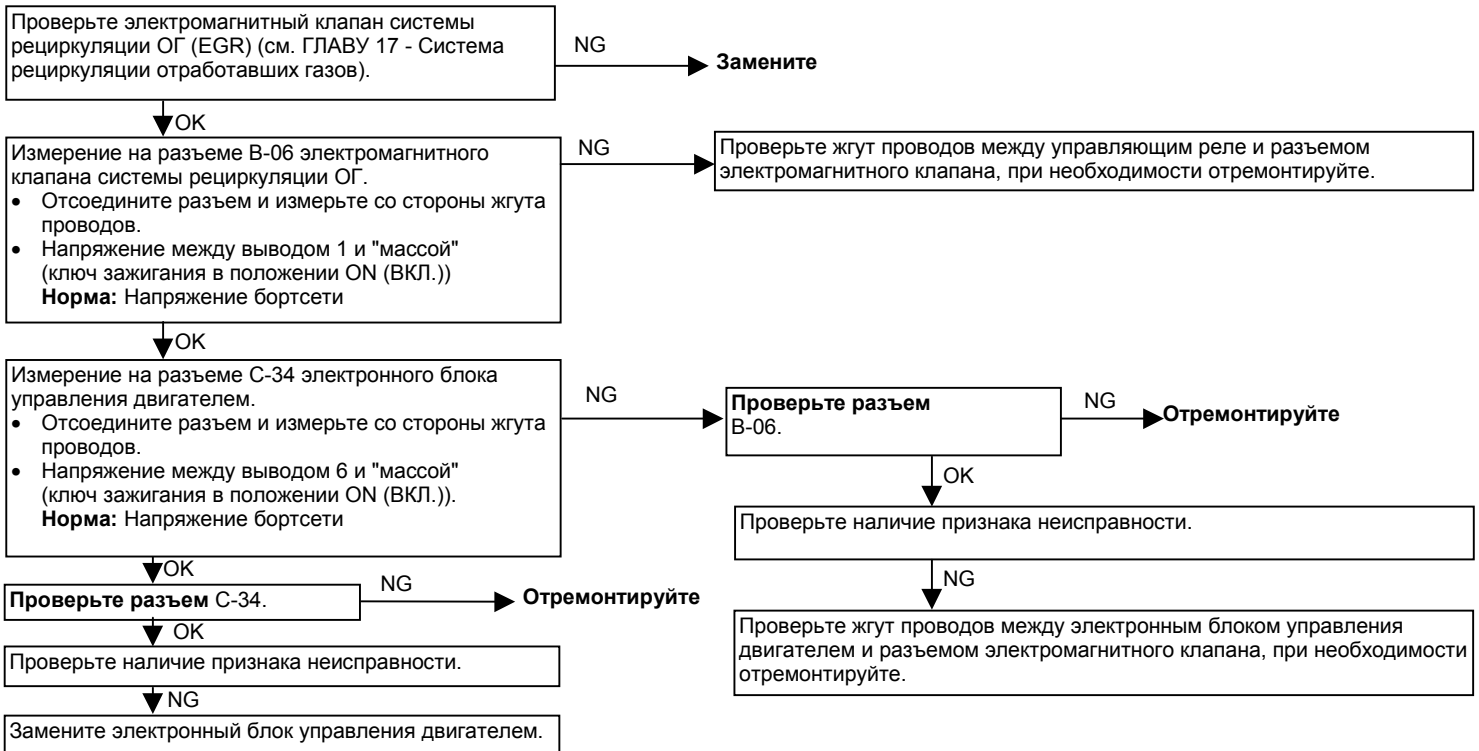 Проверьте электромагнитный клапан системы
рециркуляции ОГ (EGR) (см. ГЛАВУ 17 - Система
рециркуляции отработавших газов).
NG
Замените
OK
Измерение на разъеме B-06 электромагнитного
клапана системы рециркуляции ОГ.
• Отсоедините разъем и измерьте со стороны жгута
проводов.
• Напряжение между выводом 1 и "массой"
(ключ зажигания в положении ON (ВКЛ.))
Норма: Напряжение бортсети
NG
Проверьте жгут проводов между управляющим реле и разъемом
электромагнитного клапана, при необходимости отремонтируйте.
OK
Измерение на разъеме C-34 электронного блока
управления двигателем.
• Отсоедините разъем и измерьте со стороны жгута
проводов.
• Напряжение между выводом 6 и "массой"
(ключ зажигания в положении ON (ВКЛ.)).
Норма: Напряжение бортсети
NG
Проверьте разъем
B-06.
NG
Отремонтируйте
OK
Проверьте наличие признака неисправности.
NG
Проверьте жгут проводов между электронным блоком управления
двигателем и разъемом электромагнитного клапана, при необходимости
отремонтируйте.
OK
Проверьте разъем C-34.
NG
Отремонтируйте
OK
Проверьте наличие признака неисправности.
NG
Замените электронный блок управления двигателем.